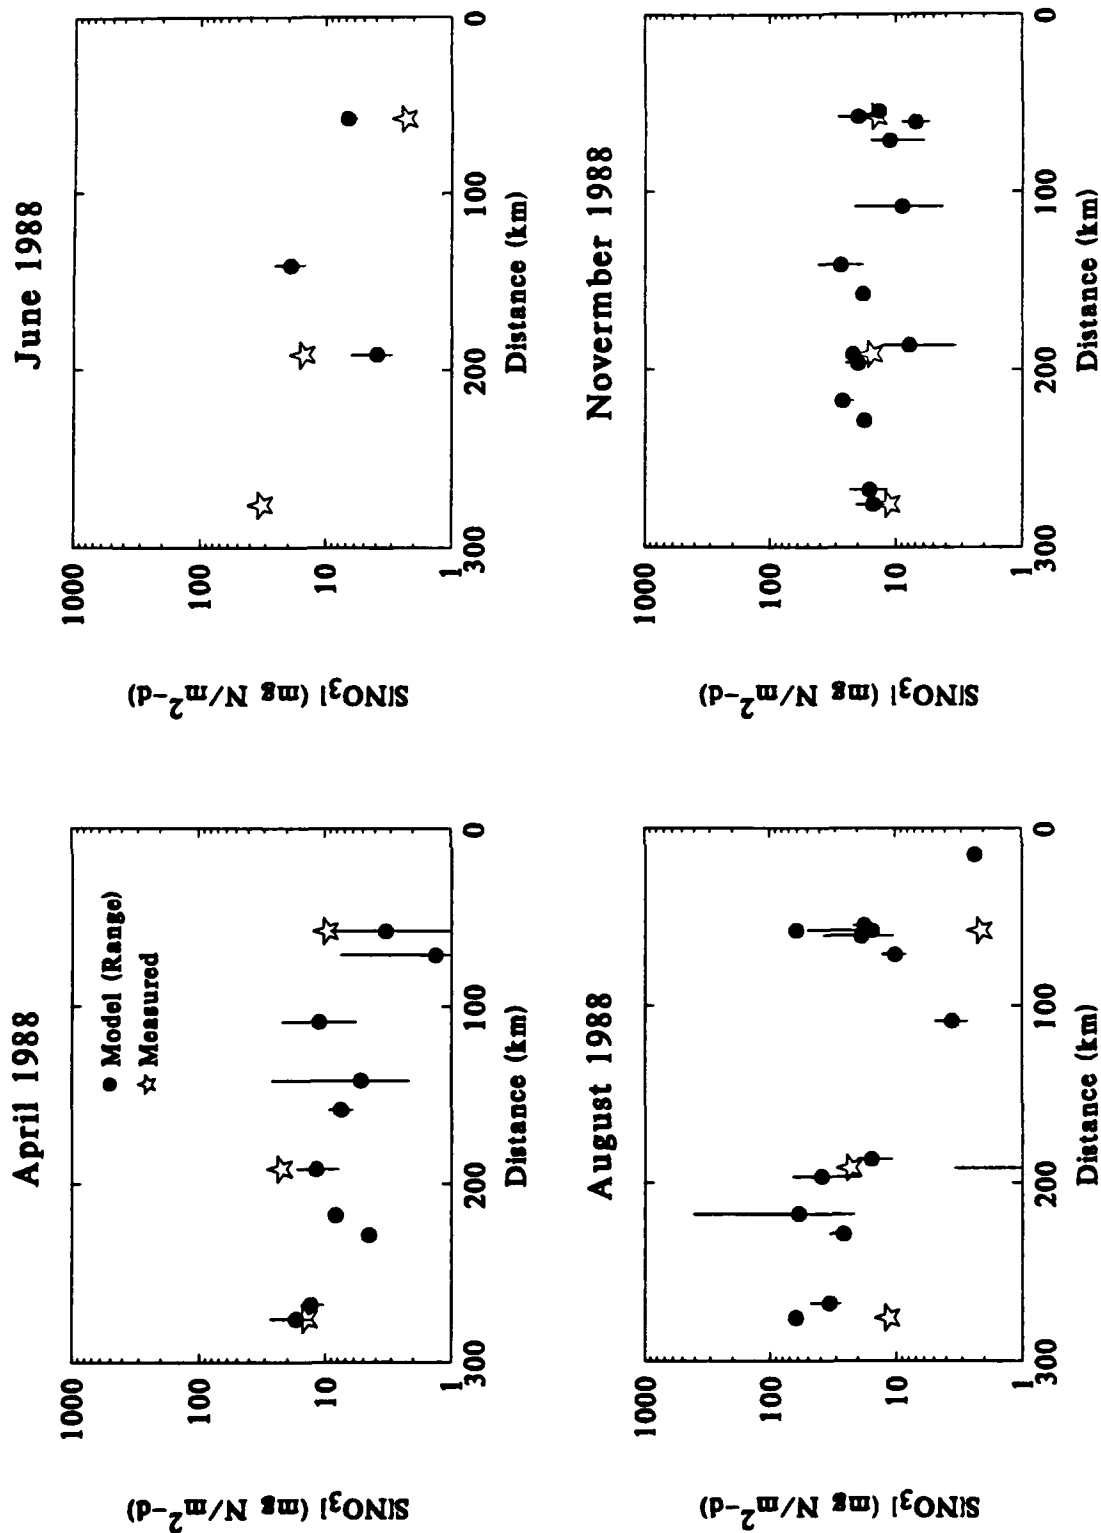 April 1988
S[NO₃] (mg N/m²-d)
1000
100
10
1
● Model (Range)
☆ Measured
300 200 100 0
Distance (km)
June 1988
S[NO₃] (mg N/m²-d)
1000
100
10
1
300 200 100 0
Distance (km)
August 1988
S[NO₃] (mg N/m²-d)
1000
100
10
1
300 200 100 0
Distance (km)
Novermber 1988
S[NO₃] (mg N/m²-d)
1000
100
10
1
300 200 100 0
Distance (km)